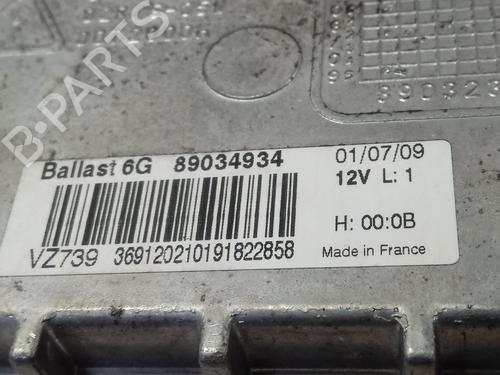 B-PARTS
Ballast 6G 89034934
01/07/09
12V L: 1
H: 00:0B
VZ739 369120210191822858
Made in France